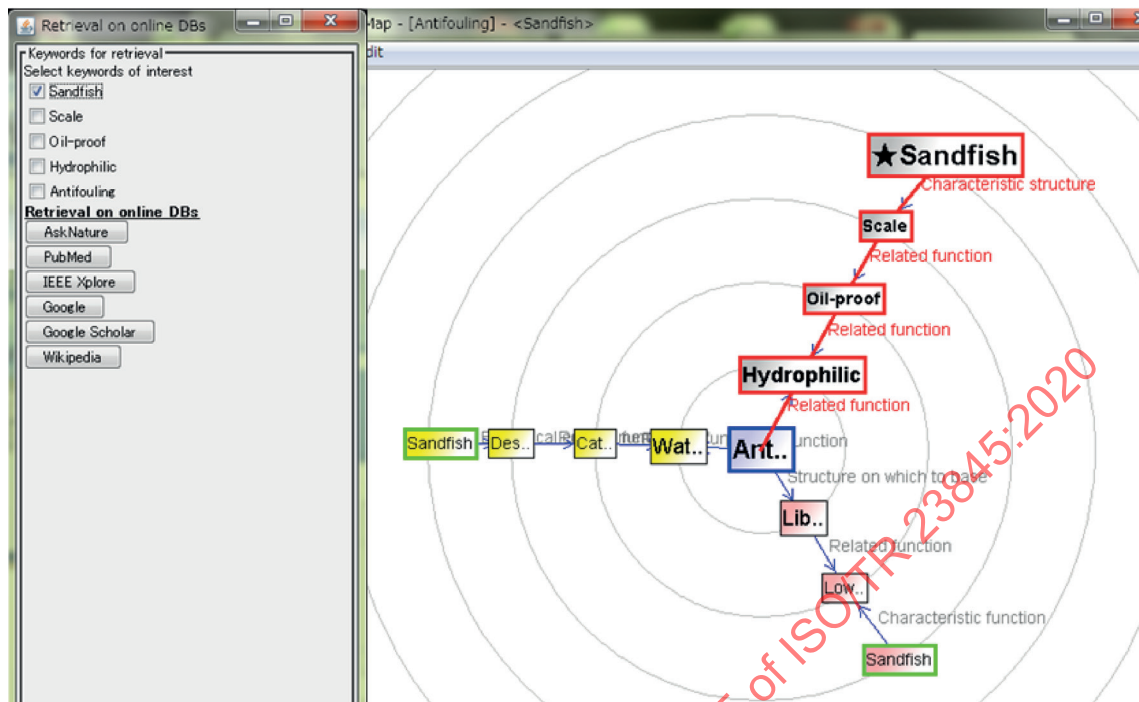 Retrieval on online DBs
Map - [Antifouling] - <Sandfish>
dit
Keywords for retrieval
Select keywords of interest
Sandfish
Scale
Oil-proof
Hydrophilic
Antifouling
Retrieval on online DBs
AskNature
PubMed
IEEE Xplore
Google
Google Scholar
Wikipedia
★Sandfish
Characteristic structure
Scale
Related function
Oil-proof
Related function
Hydrophilic
Related function
Sandfish
Des..
Cat..
Wat..
Ant..
function
Structure on which to base
Lib..
Related function
Low..
Characteristic function
Sandfish
of ISO/TR 23845:2020